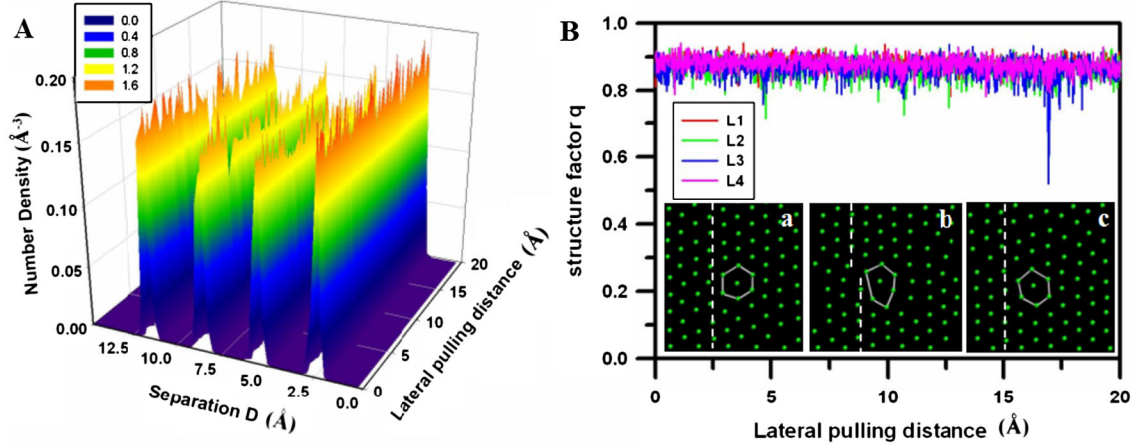 A
0.0
0.4
0.8
1.2
1.6
Number Density (Å⁻³)
0.20
0.15
0.10
0.05
0.00
12.5
10.0
7.5
5.0
2.5
0.0
Separation D (Å)
0
5
10
15
20
Lateral pulling distance (Å)
B
structure factor q
1.0
0.8
0.6
0.4
0.2
0.0
L1
L2
L3
L4
a
b
c
0
5
10
15
20
Lateral pulling distance (Å)